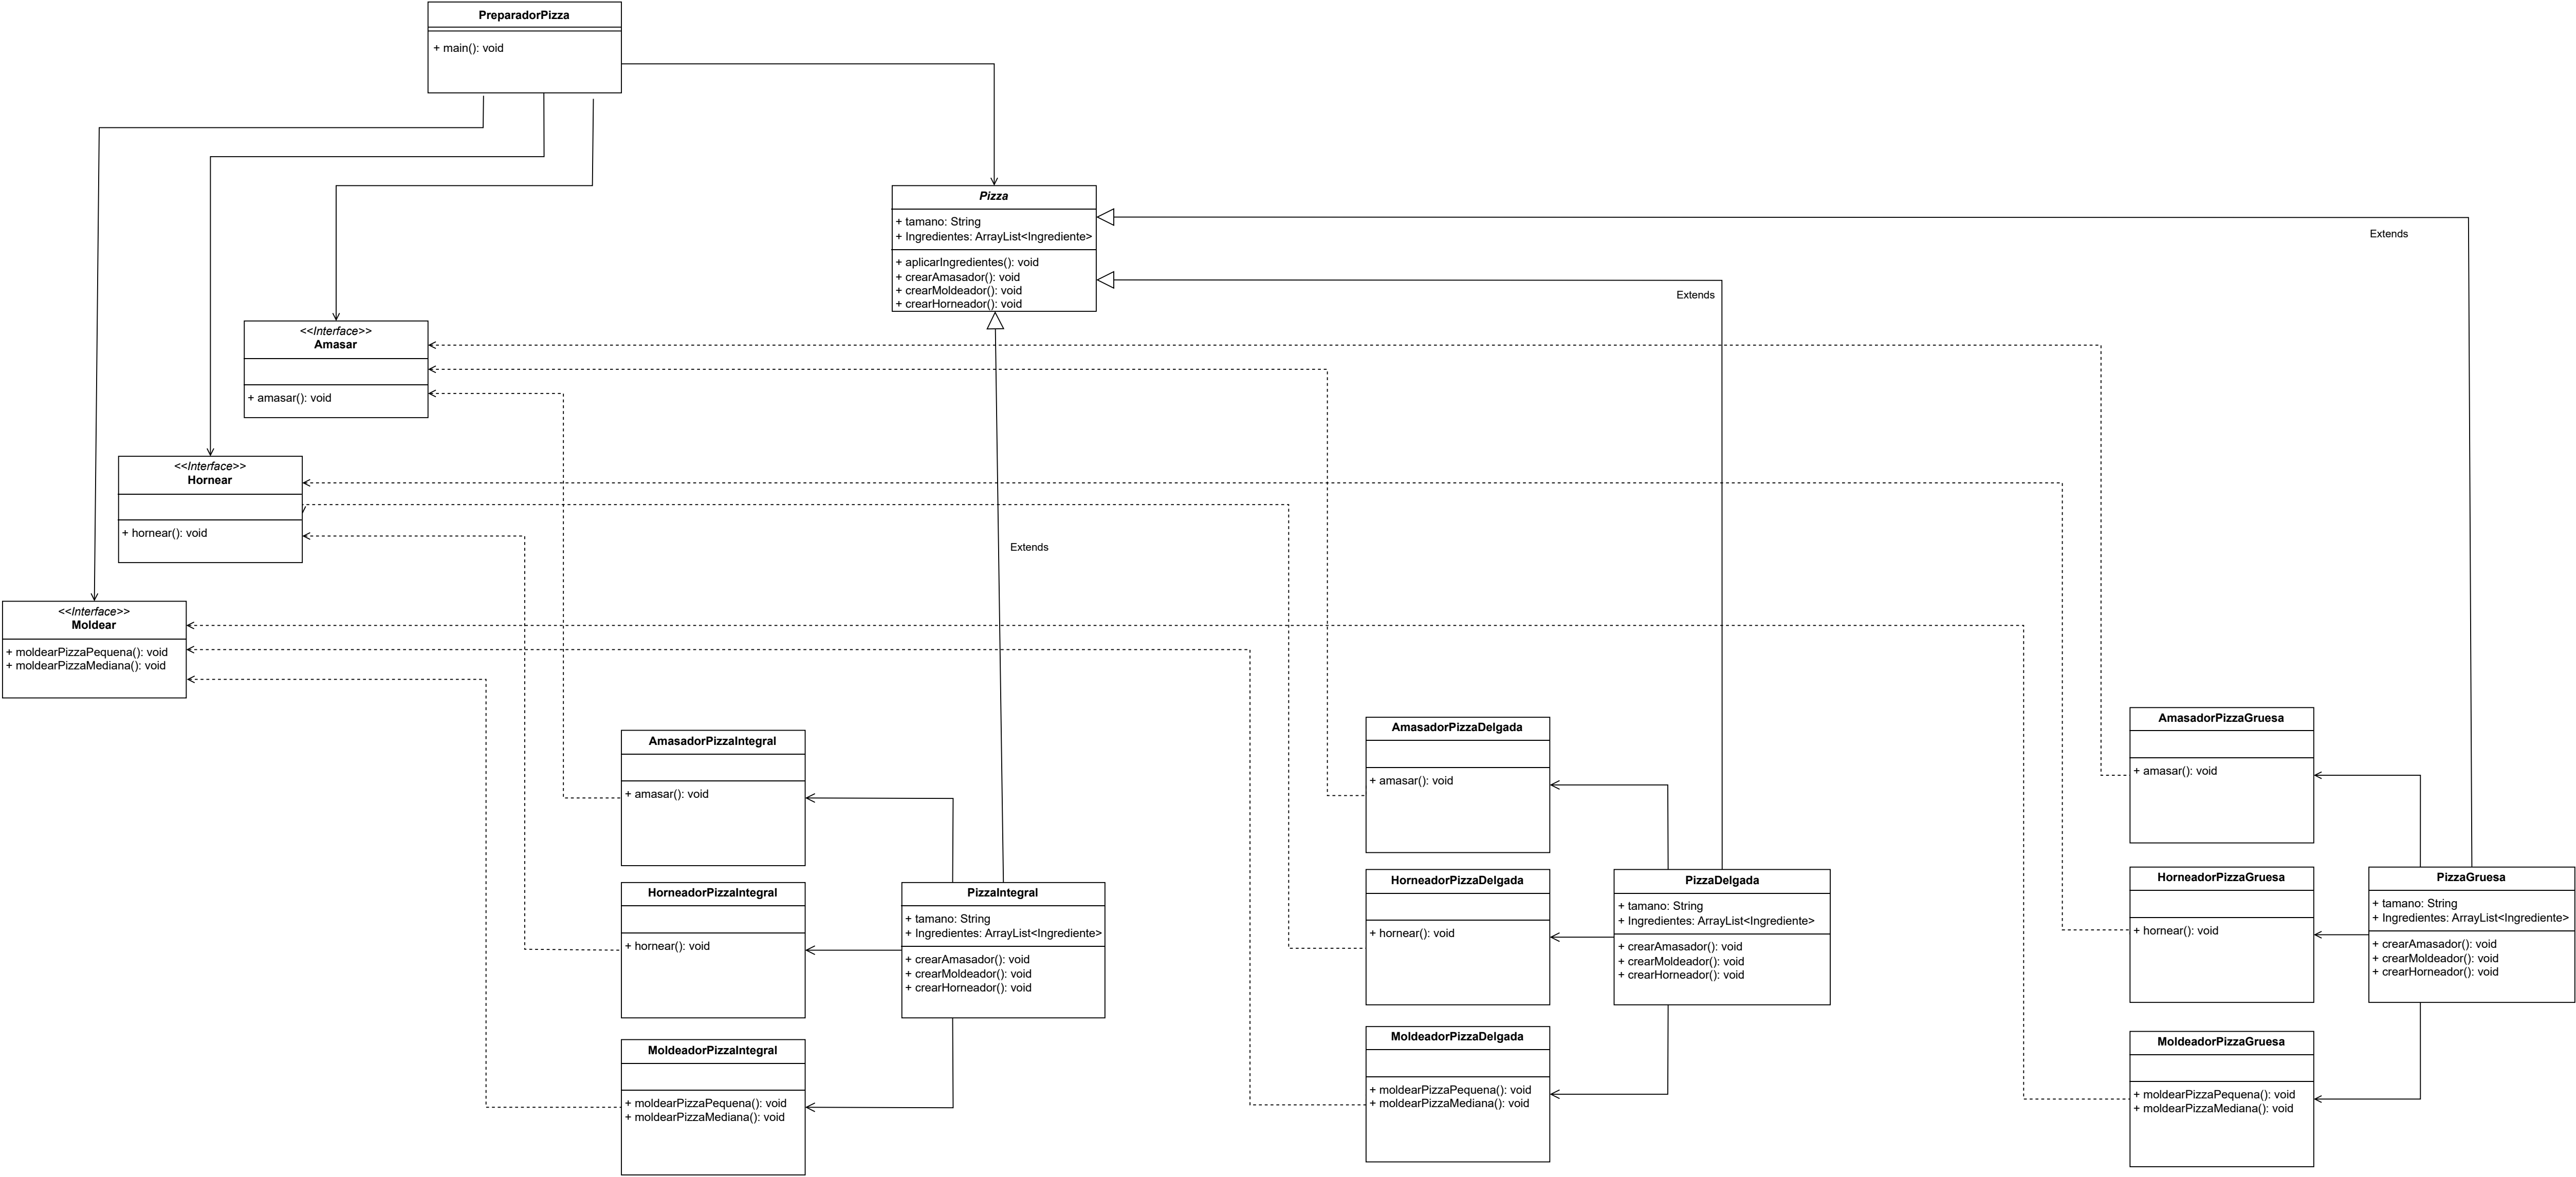 PreparadorPizza
+ main(): void
Pizza
+ tamano: String
+ Ingredientes: ArrayList<Ingrediente>
+ aplicarIngredientes(): void
+ crearAmasador(): void
+ crearMoldeador(): void
+ crearHorneador(): void
Extends
Extends
Extends
<<Interface>>
Amasar
+ amasar(): void
<<Interface>>
Hornear
+ hornear(): void
<<Interface>>
Moldear
+ moldearPizzaPequena(): void
+ moldearPizzaMediana(): void
AmasadorPizzaIntegral
+ amasar(): void
HorneadorPizzaIntegral
+ hornear(): void
MoldeadorPizzaIntegral
+ moldearPizzaPequena(): void
+ moldearPizzaMediana(): void
PizzaIntegral
+ tamano: String
+ Ingredientes: ArrayList<Ingrediente>
+ crearAmasador(): void
+ crearMoldeador(): void
+ crearHorneador(): void
AmasadorPizzaDelgada
+ amasar(): void
HorneadorPizzaDelgada
+ hornear(): void
MoldeadorPizzaDelgada
+ moldearPizzaPequena(): void
+ moldearPizzaMediana(): void
PizzaDelgada
+ tamano: String
+ Ingredientes: ArrayList<Ingrediente>
+ crearAmasador(): void
+ crearMoldeador(): void
+ crearHorneador(): void
AmasadorPizzaGruesa
+ amasar(): void
HorneadorPizzaGruesa
+ hornear(): void
MoldeadorPizzaGruesa
+ moldearPizzaPequena(): void
+ moldearPizzaMediana(): void
PizzaGruesa
+ tamano: String
+ Ingredientes: ArrayList<Ingrediente>
+ crearAmasador(): void
+ crearMoldeador(): void
+ crearHorneador(): void